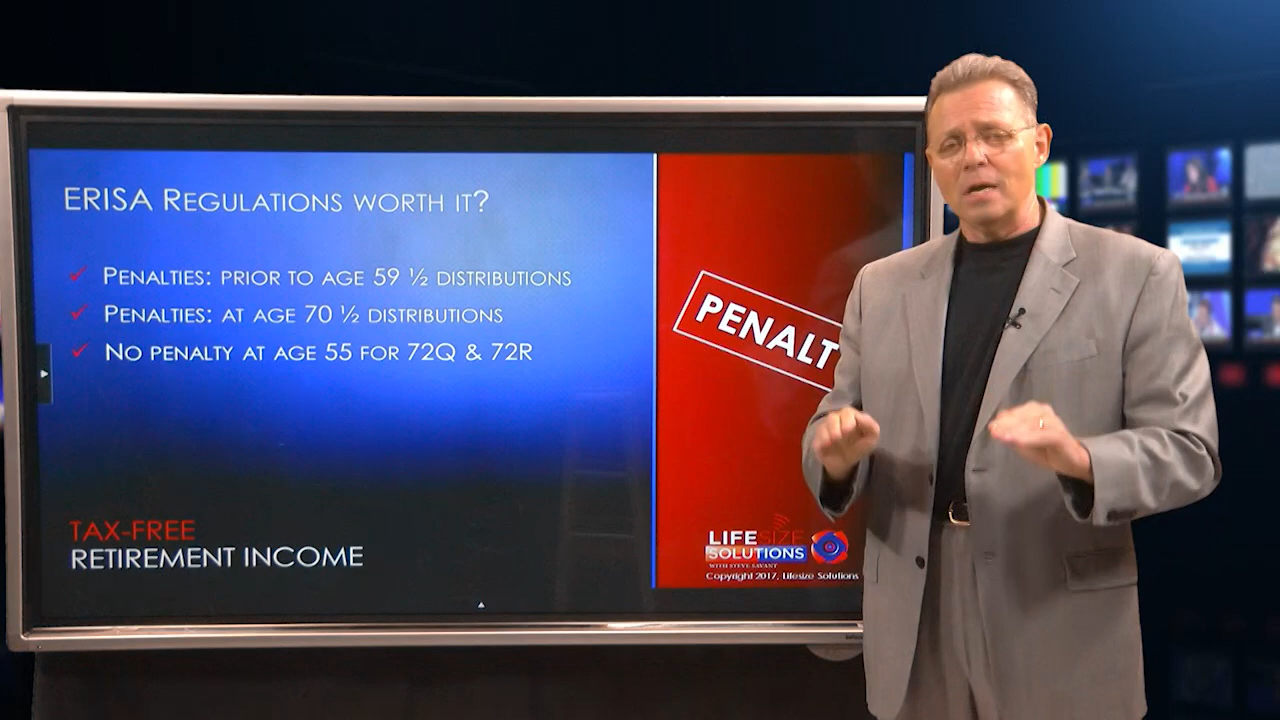 ERISA REGULATIONS WORTH IT?
✓ PENALTIES: PRIOR TO AGE 59 ½ DISTRIBUTIONS
✓ PENALTIES: AT AGE 70 ½ DISTRIBUTIONS
✓ NO PENALTY AT AGE 55 FOR 72Q & 72R
PENALT
TAX-FREE
RETIREMENT INCOME
LIFESIZE
SOLUTIONS
WITH STEVE SAVANT
Copyright 2017, Lifesize Solutions